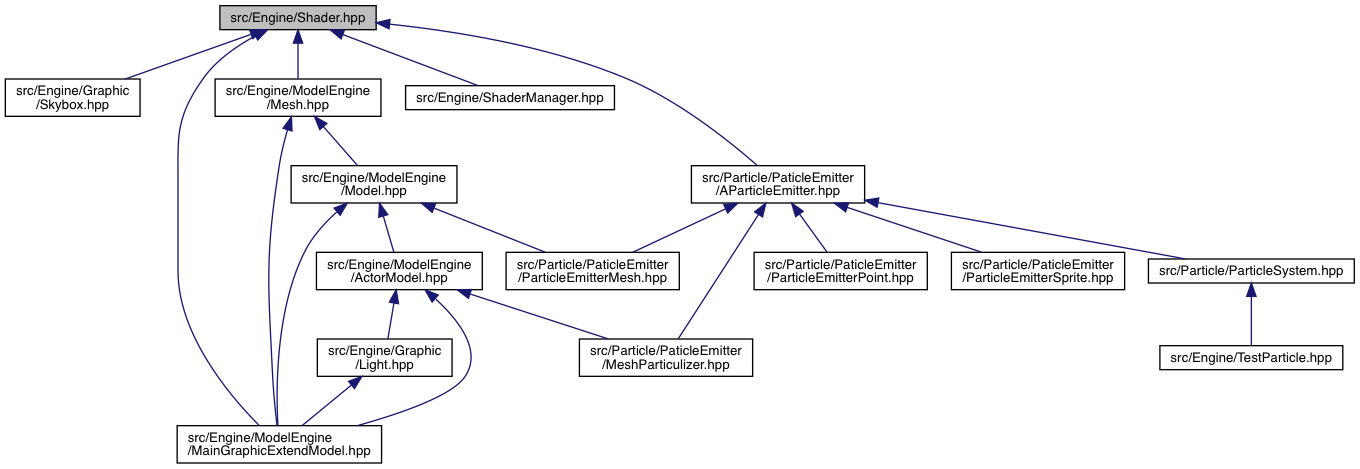 src/Engine/Shader.hpp
src/Engine/Graphic
/Skybox.hpp
src/Engine/ModelEngine
/Mesh.hpp
src/Engine/ShaderManager.hpp
src/Engine/ModelEngine
/Model.hpp
src/Particle/PaticleEmitter
/AParticleEmitter.hpp
src/Engine/ModelEngine
/ActorModel.hpp
src/Particle/PaticleEmitter
/ParticleEmitterMesh.hpp
src/Particle/PaticleEmitter
/ParticleEmitterPoint.hpp
src/Particle/PaticleEmitter
/ParticleEmitterSprite.hpp
src/Particle/ParticleSystem.hpp
src/Engine/Graphic
/Light.hpp
src/Particle/PaticleEmitter
/MeshParticulizer.hpp
src/Engine/TestParticle.hpp
src/Engine/ModelEngine
/MainGraphicExtendModel.hpp